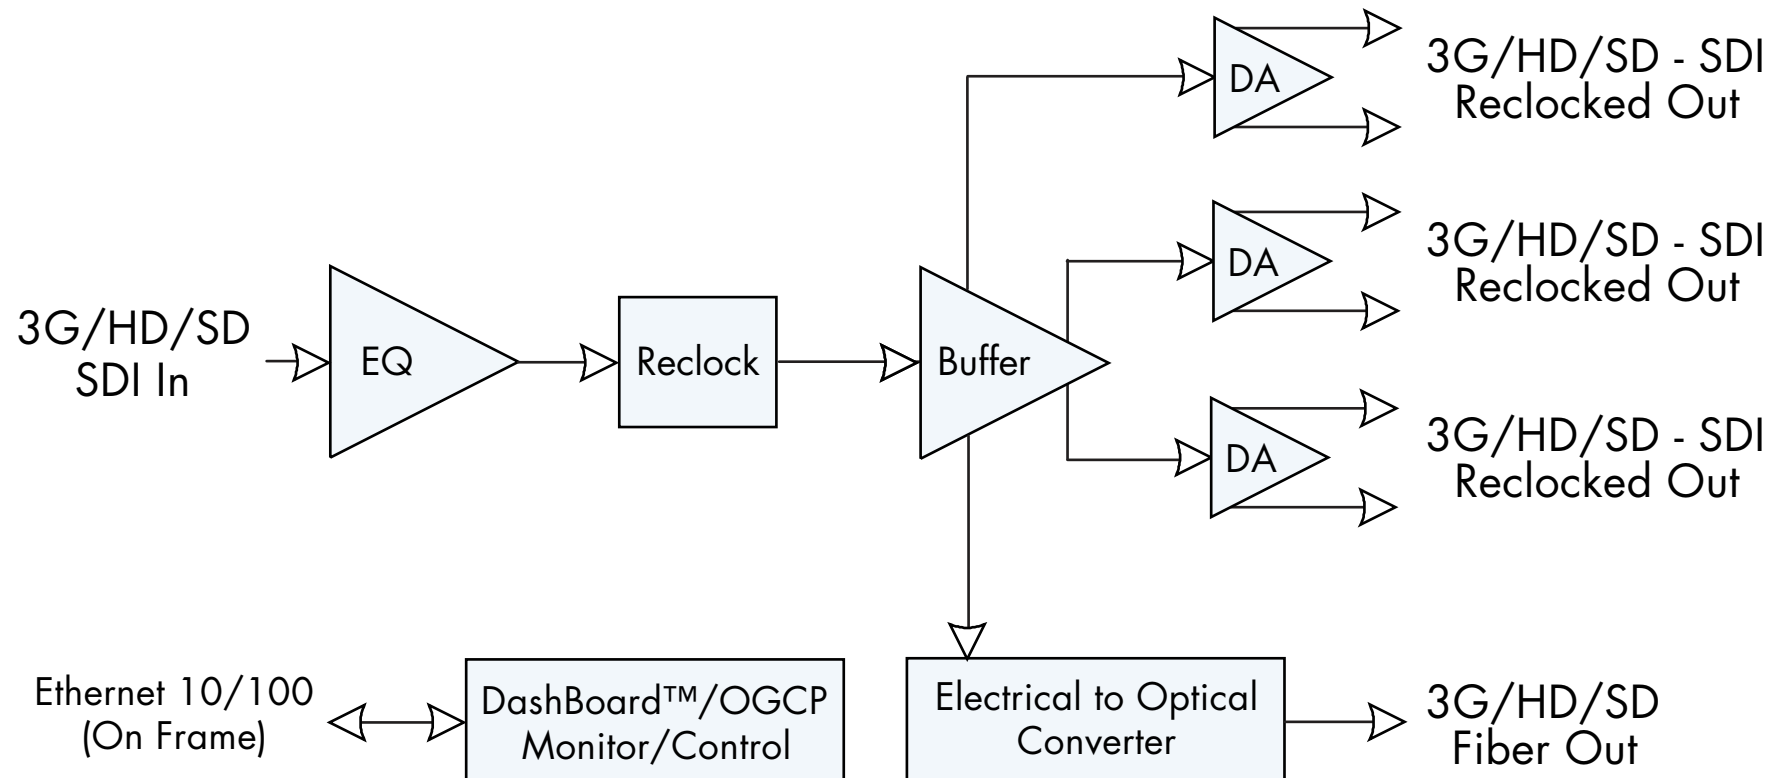 3G/HD/SD - SDI
Reclocked Out
DA
3G/HD/SD - SDI
Reclocked Out
DA
3G/HD/SD
SDI In
EQ
Reclock
Buffer
3G/HD/SD - SDI
Reclocked Out
DA
Ethernet 10/100
(On Frame)
DashBoard™/OGCP
Monitor/Control
Electrical to Optical
Converter
3G/HD/SD
Fiber Out